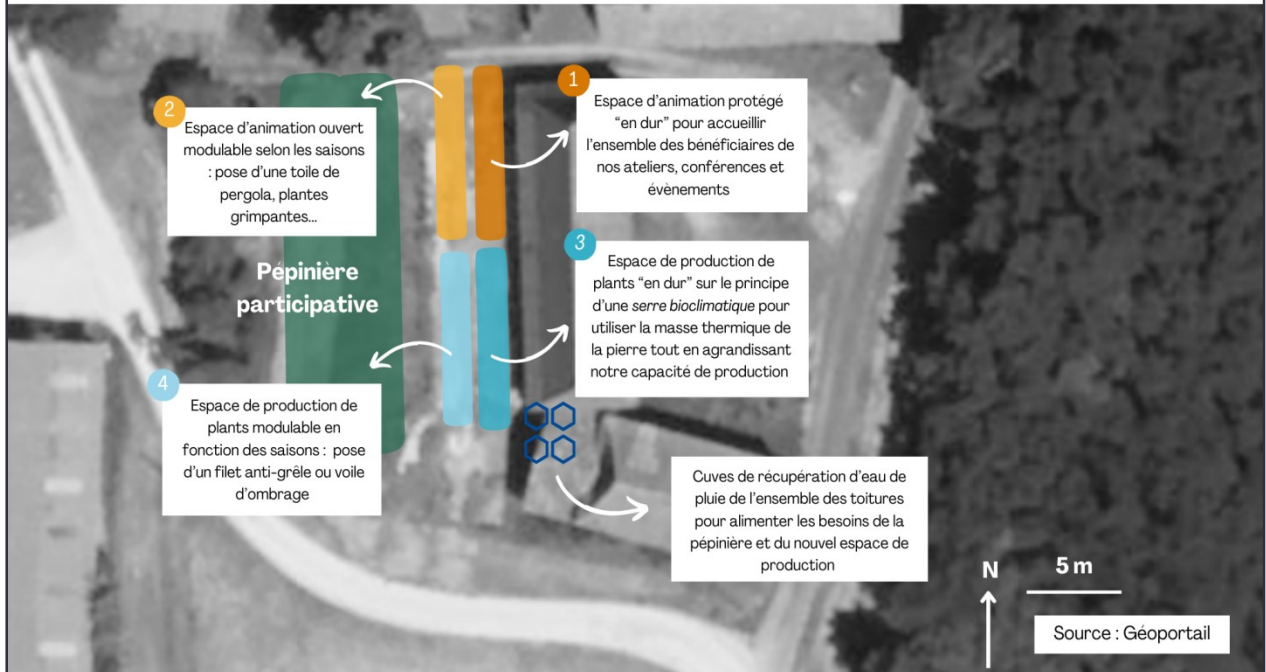 1
Espace d’animation protégé
“en dur” pour accueillir
l’ensemble des bénéficiaires de
nos ateliers, conférences et
évènements
2
Espace d’animation ouvert
modulable selon les saisons
: pose d’une toile de
pergola, plantes
grimpantes...
Pépinière
participative
3
Espace de production de
plants “en dur” sur le principe
d’une serre bioclimatique pour
utiliser la masse thermique de
la pierre tout en agrandissant
notre capacité de production
4
Espace de production de
plants modulable en
fonction des saisons : pose
d’un filet anti-grêle ou voile
d’ombrage
Cuves de récupération d’eau de
pluie de l’ensemble des toitures
pour alimenter les besoins de la
pépinière et du nouvel espace de
production
N
5 m
Source : Géoportail